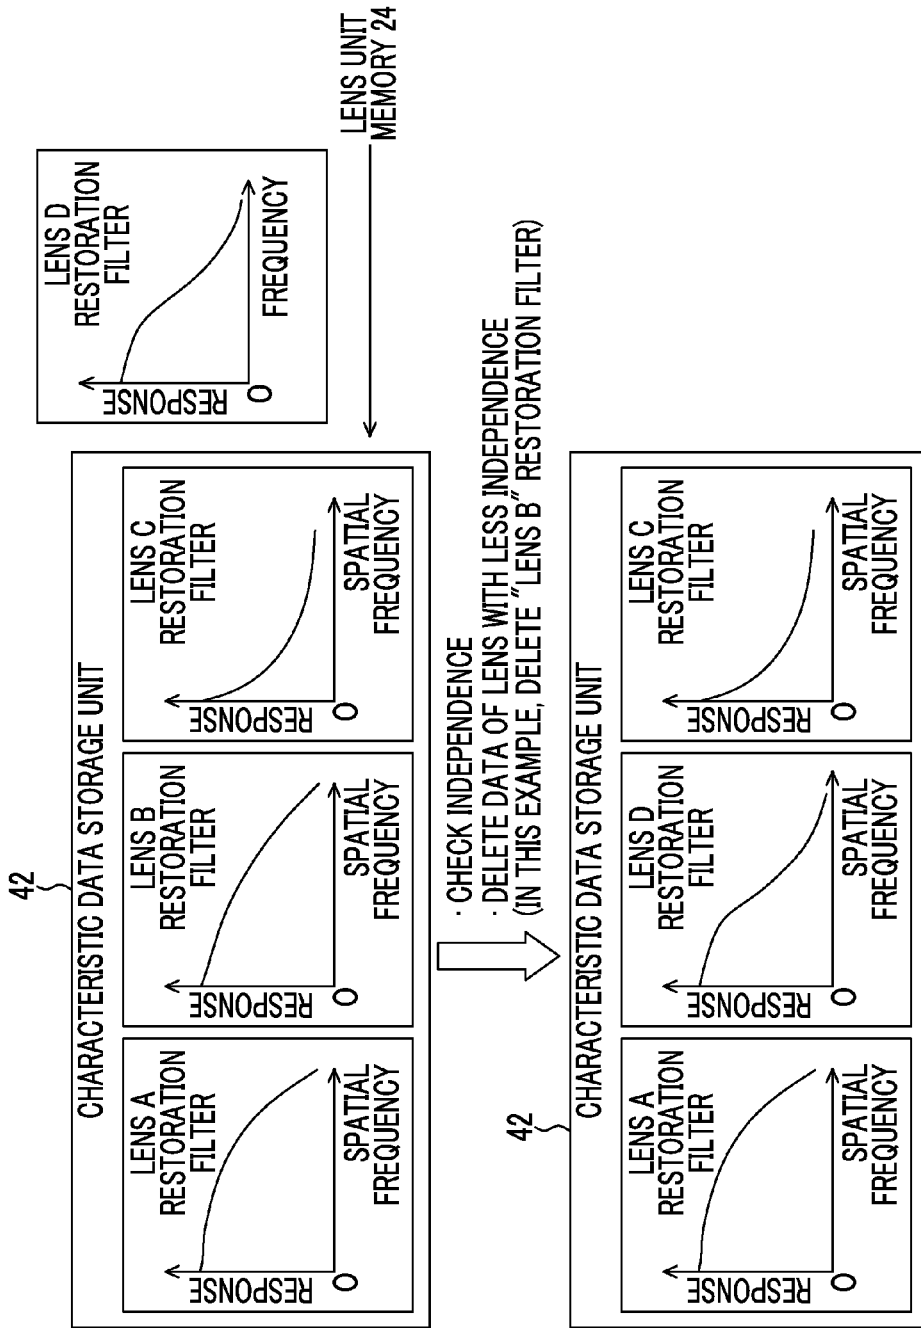 42
CHARACTERISTIC DATA STORAGE UNIT
LENS A
RESTORATION
FILTER
RESPONSE
0
SPATIAL
FREQUENCY
LENS B
RESTORATION
FILTER
RESPONSE
0
SPATIAL
FREQUENCY
LENS C
RESTORATION
FILTER
RESPONSE
0
SPATIAL
FREQUENCY
LENS D
RESTORATION
FILTER
RESPONSE
0
FREQUENCY
LENS UNIT
MEMORY 24
· CHECK INDEPENDENCE
· DELETE DATA OF LENS WITH LESS INDEPENDENCE
(IN THIS EXAMPLE, DELETE "LENS B" RESTORATION FILTER)
42
CHARACTERISTIC DATA STORAGE UNIT
LENS A
RESTORATION
FILTER
RESPONSE
0
SPATIAL
FREQUENCY
LENS D
RESTORATION
FILTER
RESPONSE
0
SPATIAL
FREQUENCY
LENS C
RESTORATION
FILTER
RESPONSE
0
SPATIAL
FREQUENCY